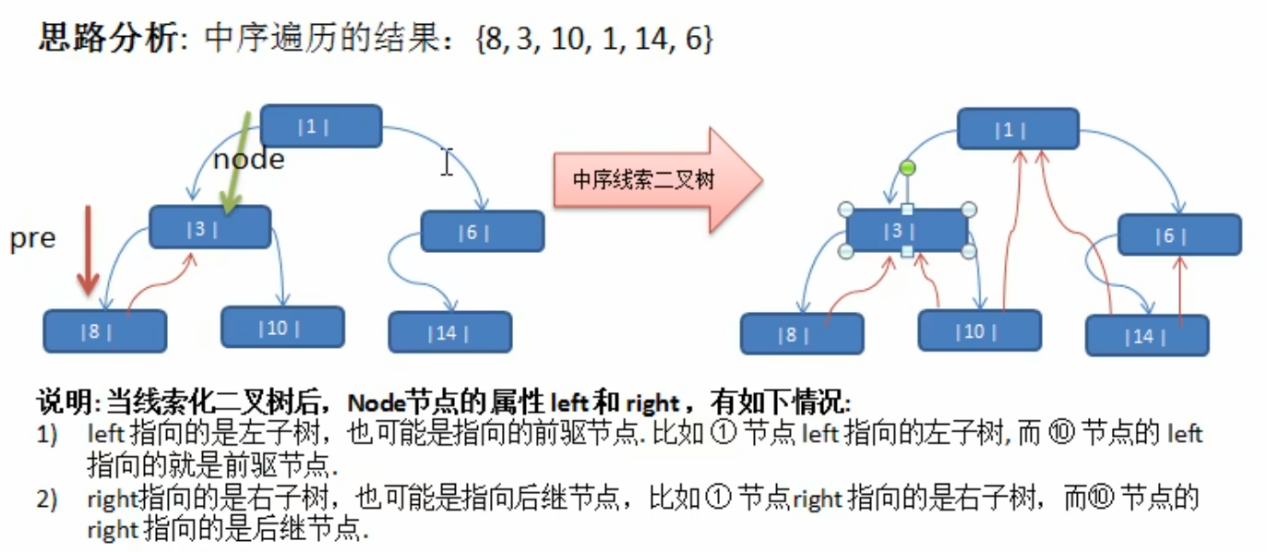 思路分析: 中序遍历的结果：{8, 3, 10, 1, 14, 6}
|1 |
node
|3 |
|6 |
pre
|8 |
|10 |
|14 |
中序线索二叉树
|1 |
|3 |
|6 |
|8 |
|10 |
|14 |
说明: 当线索化二叉树后，Node节点的属性 left 和 right ，有如下情况:
1) left 指向的是左子树，也可能是指向的前驱节点. 比如 ① 节点 left 指向的左子树, 而 ⑩ 节点的 left
指向的就是前驱节点.
2) right指向的是右子树，也可能是指向后继节点，比如 ① 节点right 指向的是右子树，而⑩ 节点的
right 指向的是后继节点.